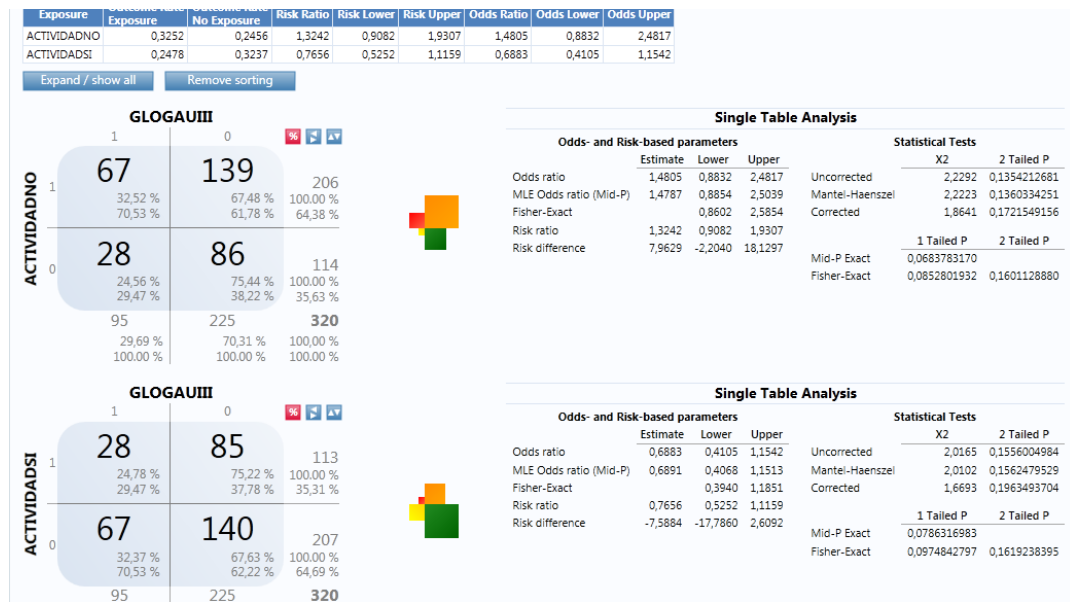 Exposure Exposure No Exposure Risk Ratio Risk Lower Risk Upper Odds Ratio Odds Lower Odds Upper
ACTIVIDADNO 0,3252 0,2456 1,3242 0,9082 1,9307 1,4805 0,8832 2,4817
ACTIVIDADSI 0,2478 0,3237 0,7656 0,5252 1,1159 0,6883 0,4105 1,1542
Expand / show all Remove sorting
GLOGAUIII
1 0 %
ACTIVIDADNO
1 67 139 206
32,52 % 67,48 % 100.00 %
70,53 % 61,78 % 64,38 %
0 28 86 114
24,56 % 75,44 % 100.00 %
29,47 % 38,22 % 35,63 %
95 225 320
29,69 % 70,31 % 100,00 %
100.00 % 100.00 % 100.00 %
Single Table Analysis
Odds- and Risk-based parameters
Estimate Lower Upper
Odds ratio 1,4805 0,8832 2,4817
MLE Odds ratio (Mid-P) 1,4787 0,8854 2,5039
Fisher-Exact 0,8602 2,5854
Risk ratio 1,3242 0,9082 1,9307
Risk difference 7,9629 -2,2040 18,1297
Statistical Tests
X2 2 Tailed P
Uncorrected 2,2292 0,1354212681
Mantel-Haenszel 2,2223 0,1360334251
Corrected 1,8641 0,1721549156
1 Tailed P 2 Tailed P
Mid-P Exact 0,0683783170
Fisher-Exact 0,0852801932 0,1601128880
GLOGAUIII
1 0 %
ACTIVIDADSI
1 28 85 113
24,78 % 75,22 % 100.00 %
29,47 % 37,78 % 35,31 %
0 67 140 207
32,37 % 67,63 % 100.00 %
70,53 % 62,22 % 64,69 %
95 225 320
Single Table Analysis
Odds- and Risk-based parameters
Estimate Lower Upper
Odds ratio 0,6883 0,4105 1,1542
MLE Odds ratio (Mid-P) 0,6891 0,4068 1,1513
Fisher-Exact 0,3940 1,1851
Risk ratio 0,7656 0,5252 1,1159
Risk difference -7,5884 -17,7860 2,6092
Statistical Tests
X2 2 Tailed P
Uncorrected 2,0165 0,1556004984
Mantel-Haenszel 2,0102 0,1562479529
Corrected 1,6693 0,1963493704
1 Tailed P 2 Tailed P
Mid-P Exact 0,0786316983
Fisher-Exact 0,0974842797 0,1619238395